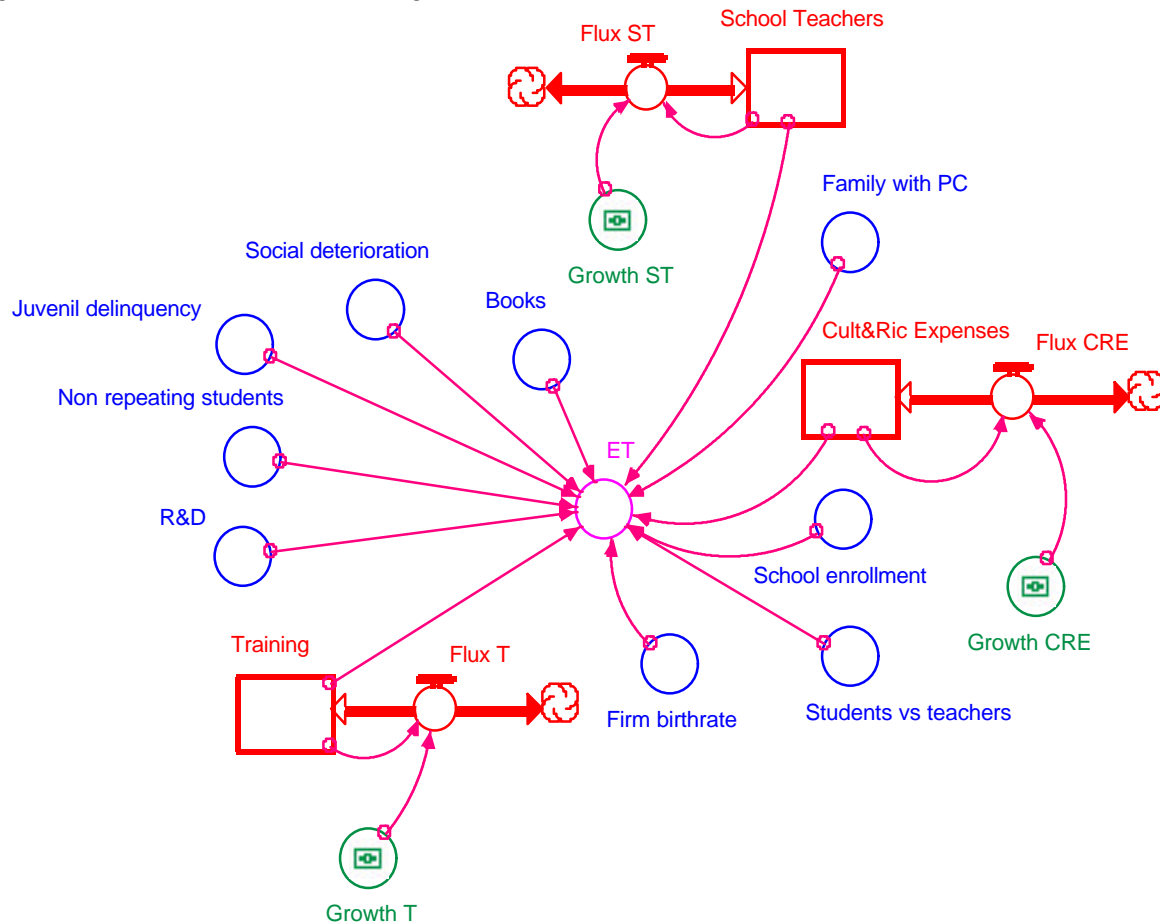 School Teachers
Flux ST
Family with PC
Social deterioration
Growth ST
Books
Juvenil delinquency
Cult&Ric Expenses
Flux CRE
Non repeating students
ET
R&D
School enrollment
Training
Growth CRE
Flux T
Firm birthrate
Students vs teachers
Growth T